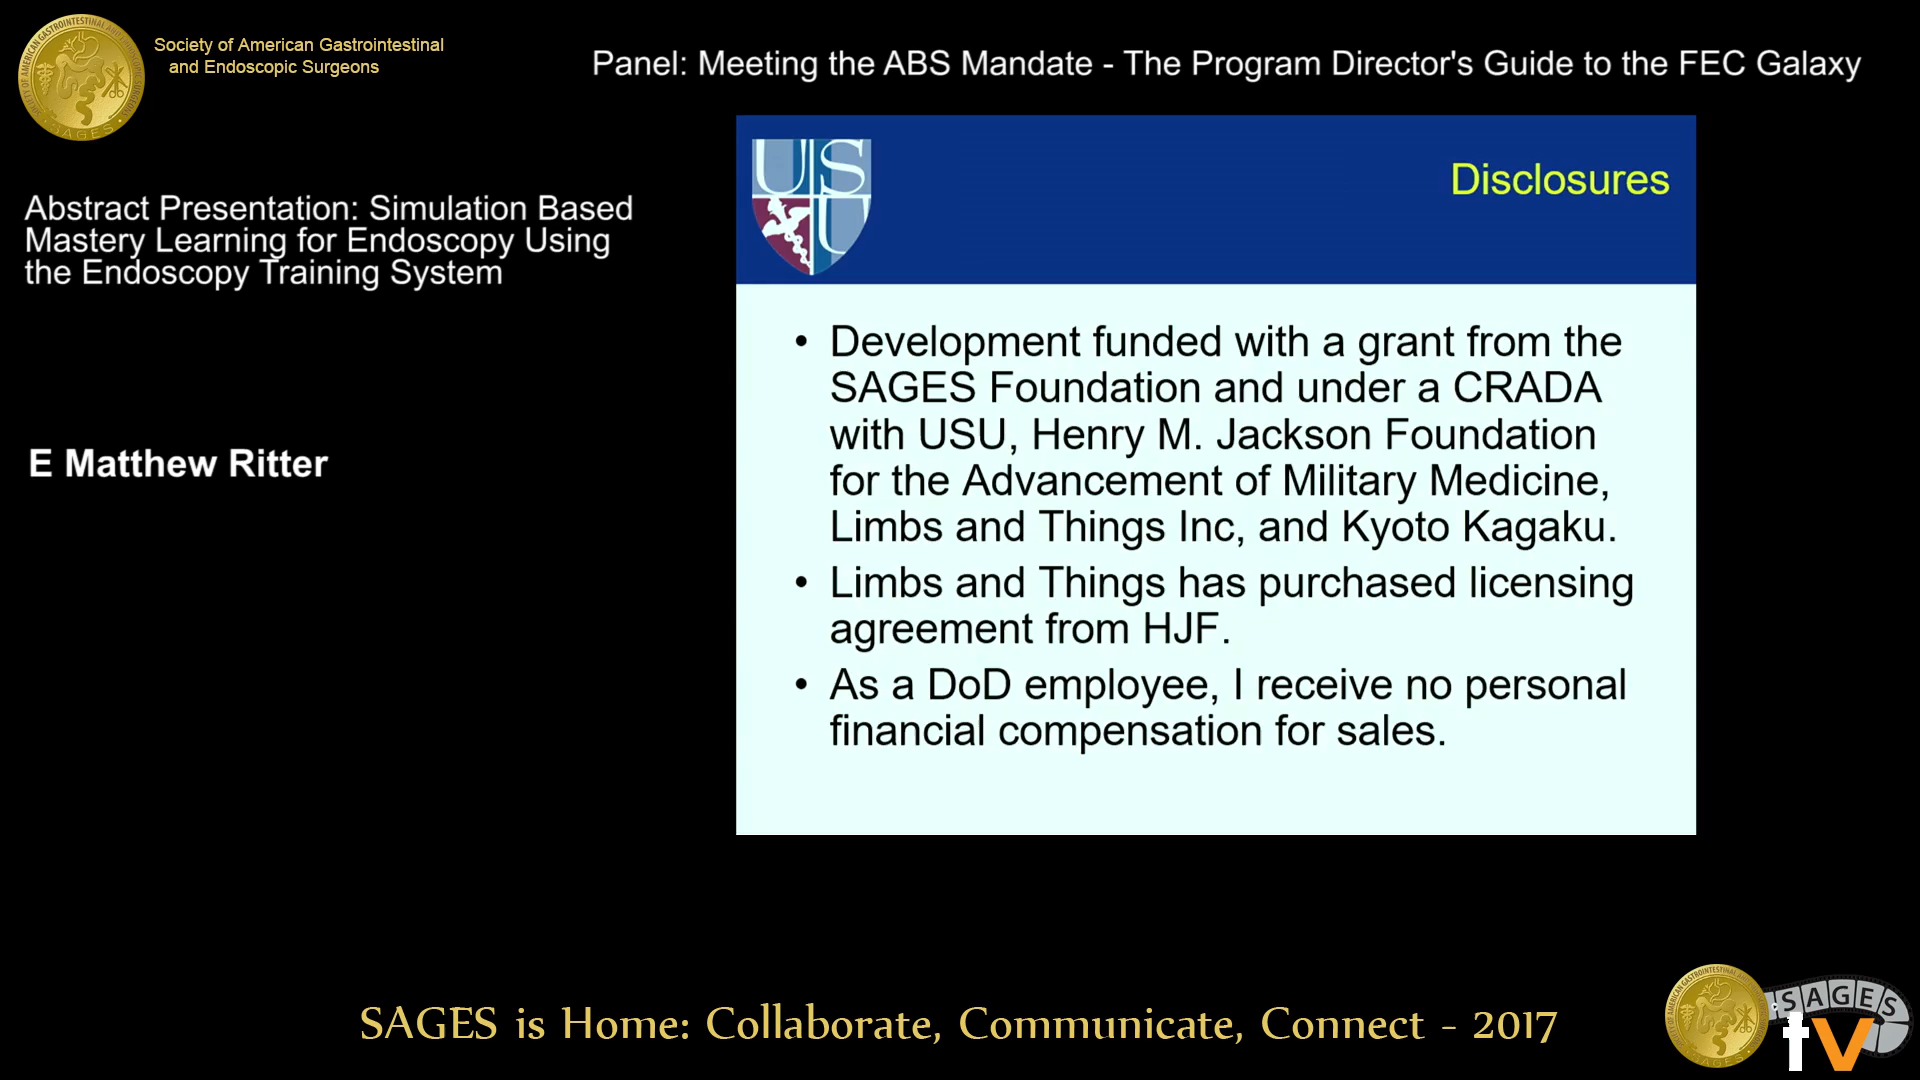 Society of American Gastrointestinal
and Endoscopic Surgeons
Panel: Meeting the ABS Mandate - The Program Director's Guide to the FEC Galaxy
Abstract Presentation: Simulation Based
Mastery Learning for Endoscopy Using
the Endoscopy Training System
E Matthew Ritter
USU
Disclosures
• Development funded with a grant from the
SAGES Foundation and under a CRADA
with USU, Henry M. Jackson Foundation
for the Advancement of Military Medicine,
Limbs and Things Inc, and Kyoto Kagaku.
• Limbs and Things has purchased licensing
agreement from HJF.
• As a DoD employee, I receive no personal
financial compensation for sales.
SAGES is Home: Collaborate, Communicate, Connect - 2017
SAGES
tv